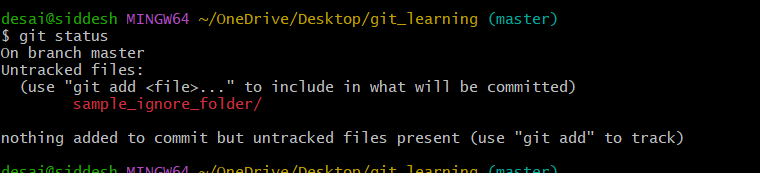 desai@siddesh MINGW64 ~/OneDrive/Desktop/git_learning (master)
$ git status
On branch master
Untracked files:
  (use "git add <file>..." to include in what will be committed)
        sample_ignore_folder/

nothing added to commit but untracked files present (use "git add" to track)

desai@siddesh MINGW64 ~/OneDrive/Desktop/git_learning (master)